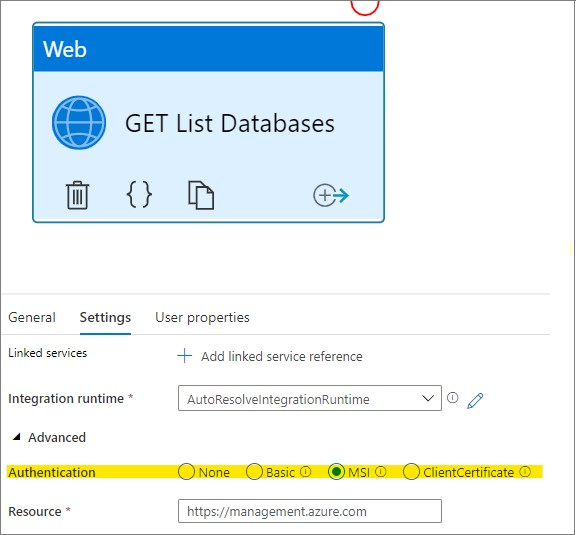 Web
GET List Databases
General Settings User properties
Linked services + Add linked service reference
Integration runtime * AutoResolveIntegrationRuntime
Advanced
Authentication None Basic MSI ClientCertificate
Resource * https://management.azure.com